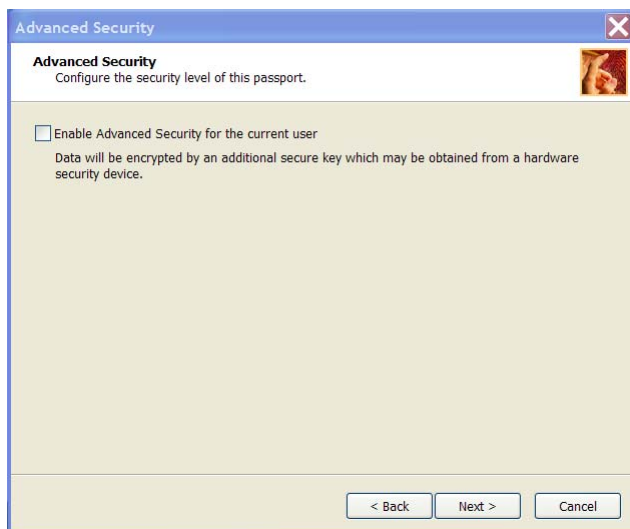 Advanced Security
Advanced Security
Configure the security level of this passport.
Enable Advanced Security for the current user
Data will be encrypted by an additional secure key which may be obtained from a hardware
security device.
< Back
Next >
Cancel